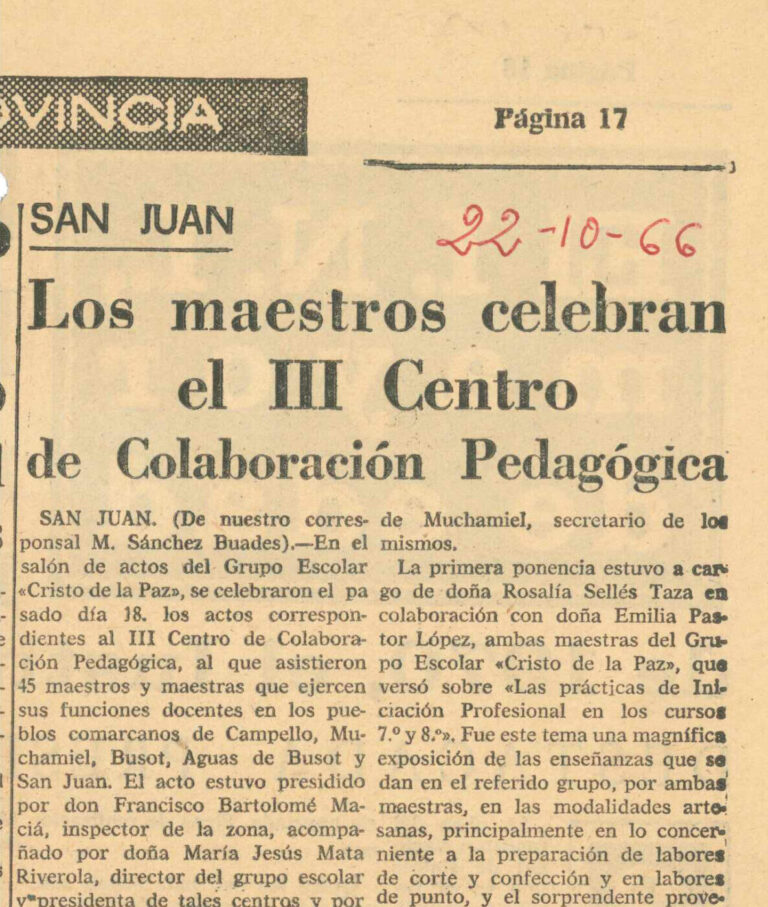 OVINCIA
Página 17
SAN JUAN
22-10-66
Los maestros celebran
el III Centro
de Colaboración Pedagógica
SAN JUAN. (De nuestro corres-
ponsal M. Sánchez Buades).—En el
salón de actos del Grupo Escolar
«Cristo de la Paz», se celebraron el pa
sado día 18. los actos correspon-
dientes al III Centro de Colabora-
ción Pedagógica, al que asistieron
45 maestros y maestras que ejercen
sus funciones docentes en los pue-
blos comarcanos de Campello, Mu-
chamiel, Busot, Aguas de Busot y
San Juan. El acto estuvo presidido
por don Francisco Bartolomé Ma-
ciá, inspector de la zona, acompa-
ñado por doña María Jesús Mata
Riverola, director del grupo escolar
y presidenta de tales centros y por
de Muchamiel, secretario de los
mismos.
La primera ponencia estuvo a car-
go de doña Rosalía Sellés Taza en
colaboración con doña Emilia Pas-
tor López, ambas maestras del Gru-
po Escolar «Cristo de la Paz», que
versó sobre «Las prácticas de Ini-
ciación Profesional en los cursos
7.º y 8.º». Fue este tema una magnífica
exposición de las enseñanzas que se
dan en el referido grupo, por ambas
maestras, en las modalidades arte-
sanas, principalmente en lo concer-
niente a la preparación de labores
de corte y confección y en labores
de punto, y el sorprendente prove-